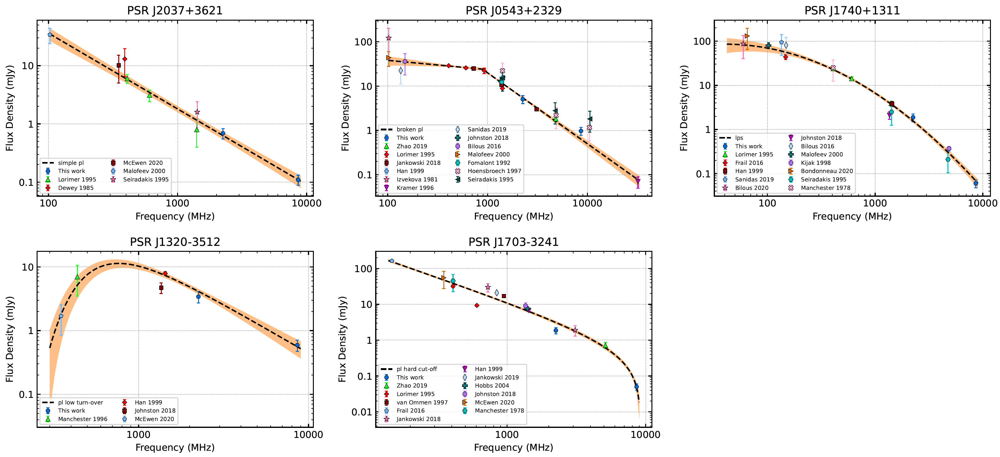 PSR J2037+3621
Flux Density (mJy)
10
1
0.1
simple pl
This work
Lorimer 1995
Dewey 1985
McEwen 2020
Malofeev 2000
Seiradakis 1995
100
1000
10000
Frequency (MHz)
PSR J0543+2329
Flux Density (mJy)
100
10
1
0.1
broken pl
This work
Zhao 2019
Lorimer 1995
Jankowski 2018
Han 1999
Izvekova 1981
Kramer 1996
Sanidas 2019
Johnston 2018
Bilous 2016
Malofeev 2000
Fomalont 1992
Hoensbroech 1997
Seiradakis 1995
100
1000
10000
Frequency (MHz)
PSR J1740+1311
Flux Density (mJy)
100
10
1
0.1
lps
This work
Lorimer 1995
Frail 2016
Han 1999
Sanidas 2019
Bilous 2020
Johnston 2018
Bilous 2016
Malofeev 2000
Kijak 1998
Bondonneau 2020
Seiradakis 1995
Manchester 1978
100
1000
10000
Frequency (MHz)
PSR J1320-3512
Flux Density (mJy)
10
1
0.1
pl low turn-over
This work
Manchester 1996
Han 1999
Johnston 2018
McEwen 2020
1000
10000
Frequency (MHz)
PSR J1703-3241
Flux Density (mJy)
100
10
1
0.1
0.01
pl hard cut-off
This work
Zhao 2019
Lorimer 1995
van Ommen 1997
Frail 2016
Jankowski 2018
Han 1999
Jankowski 2019
Hobbs 2004
Johnston 2018
McEwen 2020
Manchester 1978
1000
10000
Frequency (MHz)